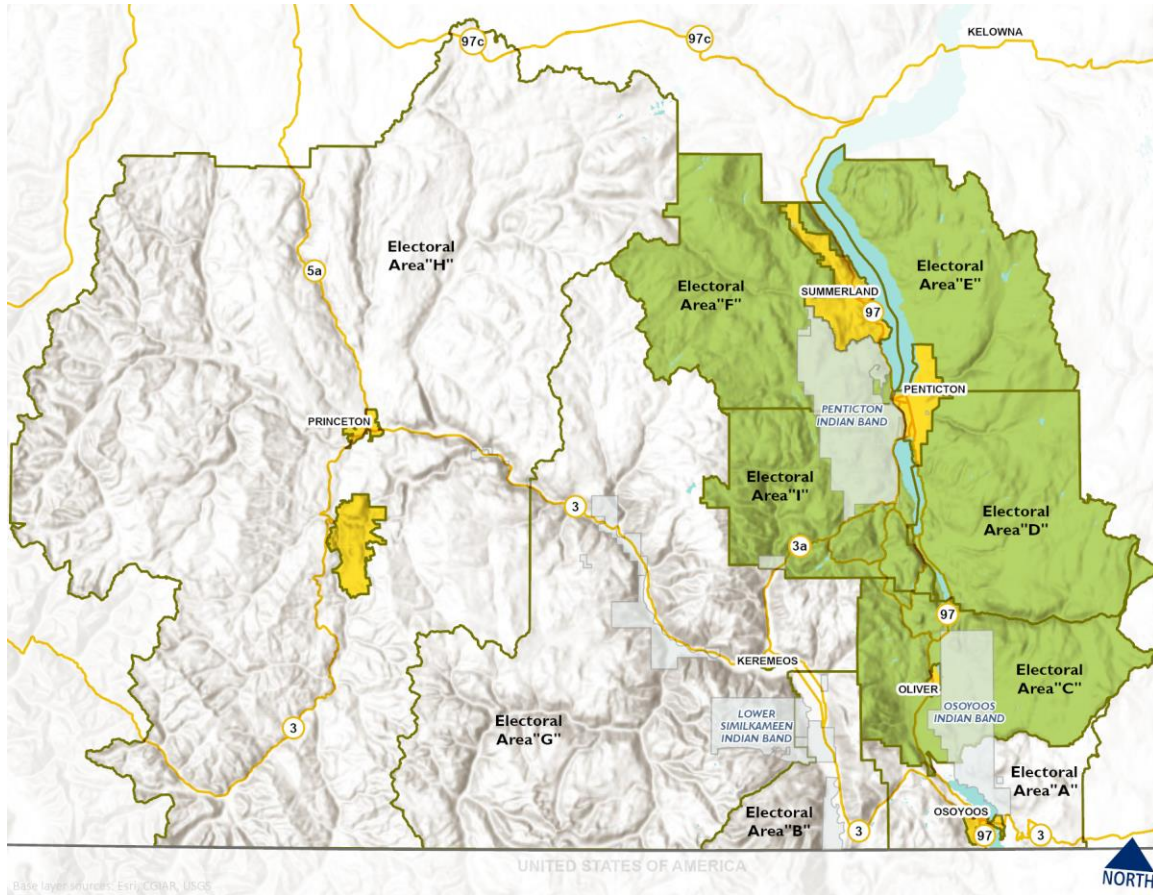 97c
97c
KELOWNA
Electoral
Area"H"
5a
Electoral
Area"F"
SUMMERLAND
97
Electoral
Area"E"
PRINCETON
PENTICTON
PENTICTON
INDIAN BAND
Electoral
Area"I"
3
3a
Electoral
Area"D"
97
KEREMEOS
OLIVER
Electoral
Area"C"
3
Electoral
Area"G"
LOWER
SIMILKAMEEN
INDIAN BAND
OSOYOOS
INDIAN BAND
Electoral
Area"A"
Electoral
Area"B"
3
OSOYOOS
97
3
UNITED STATES OF AMERICA
NORTH
Base layer sources: Esri, CGIAR, USGS